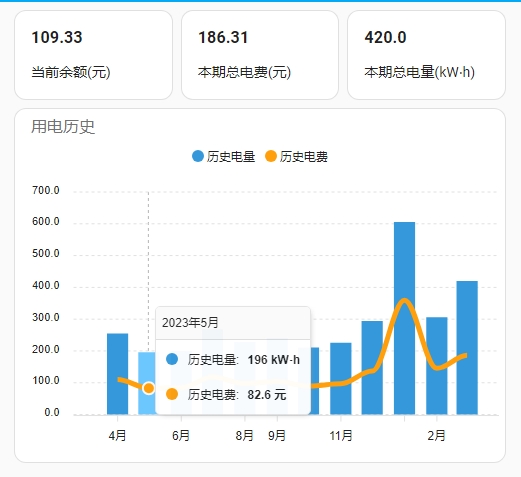 109.33
186.31
420.0
当前余额(元)
本期总电费(元)
本期总电量(kW·h)
用电历史
历史电量
历史电费
700.0
600.0
500.0
400.0
300.0
200.0
100.0
0.0
2023年5月
历史电量: 196 kW·h
历史电费: 82.6 元
4月
6月
8月
9月
11月
2月